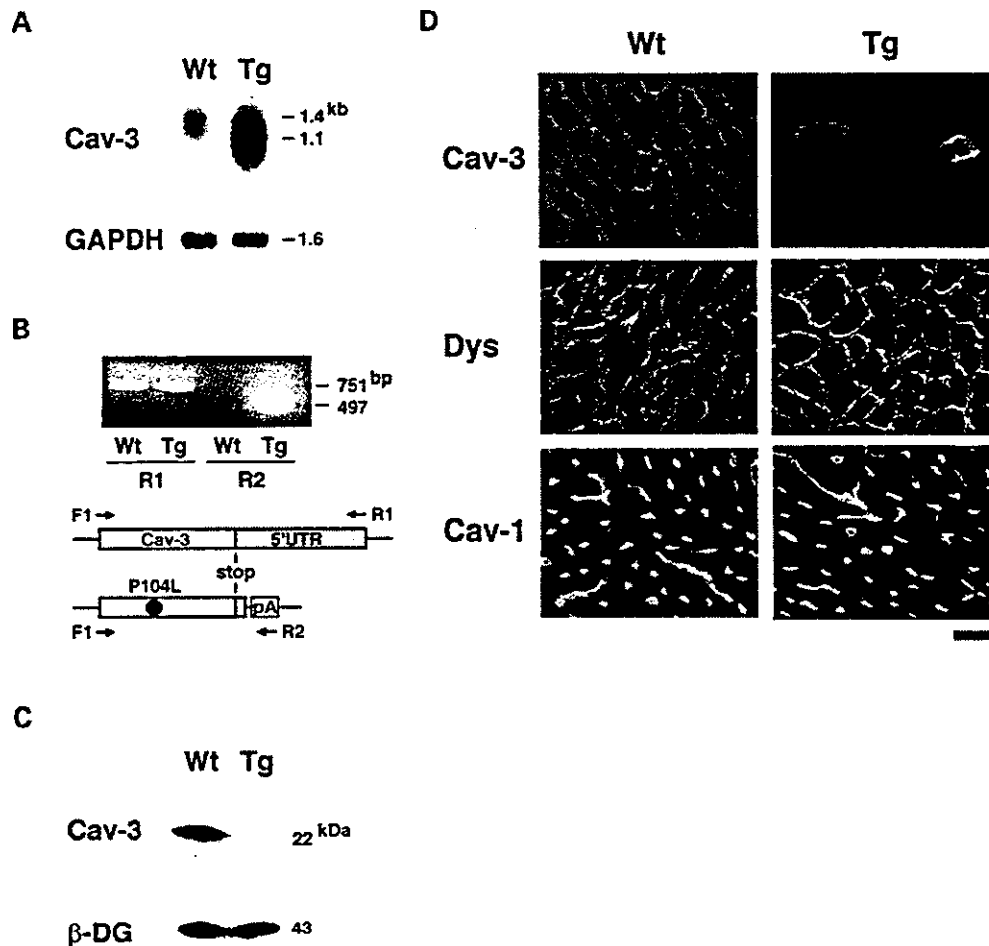 A
Wt Tg
Cav-3
1.4 kb
1.1
GAPDH
1.6
B
751 bp
497
Wt Tg Wt Tg
R1 R2
F1 R1
Cav-3 5'UTR
stop
P104L
pA
F1 R2
C
Wt Tg
Cav-3
22 kDa
β-DG
43
D
Wt Tg
Cav-3
Dys
Cav-1